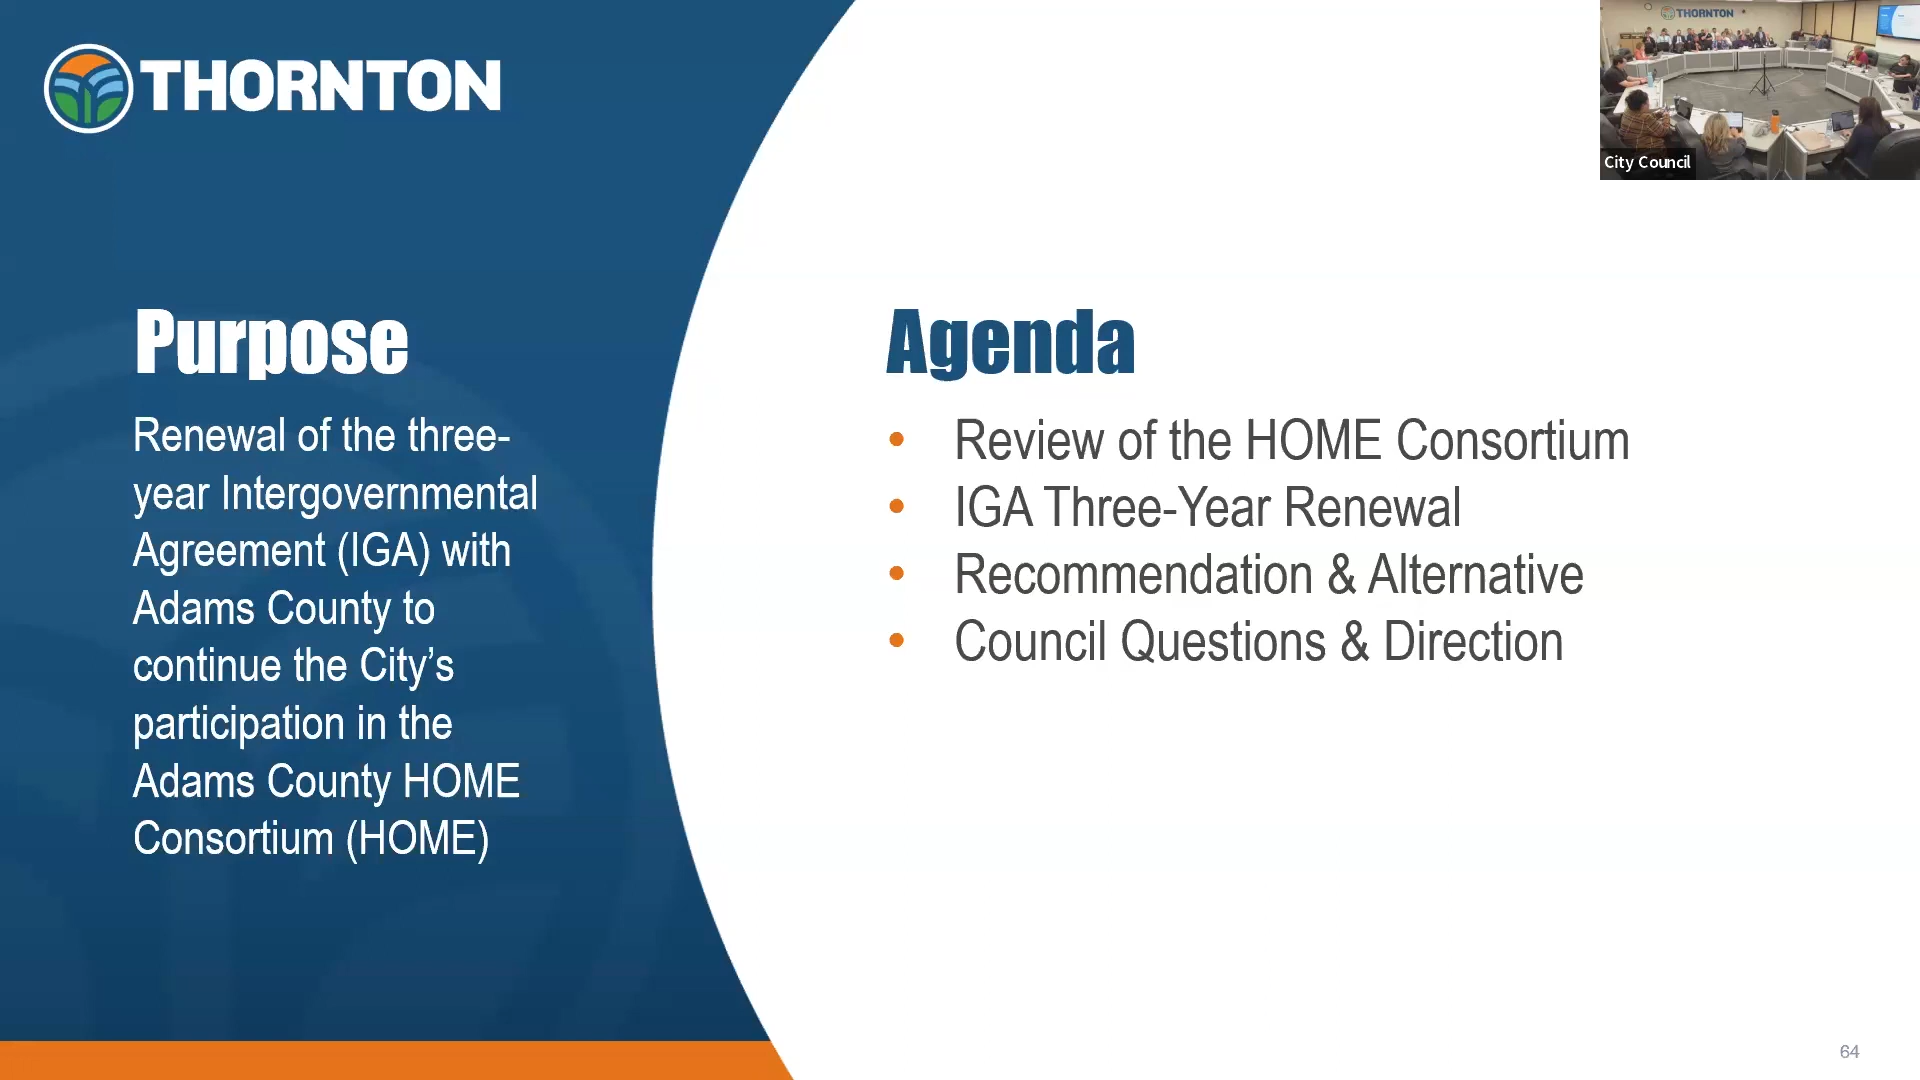 THORNTON
Purpose
Renewal of the three-
year Intergovernmental
Agreement (IGA) with
Adams County to
continue the City’s
participation in the
Adams County HOME
Consortium (HOME)
Agenda
• Review of the HOME Consortium
• IGA Three-Year Renewal
• Recommendation & Alternative
• Council Questions & Direction
THORNTON
City Council
64